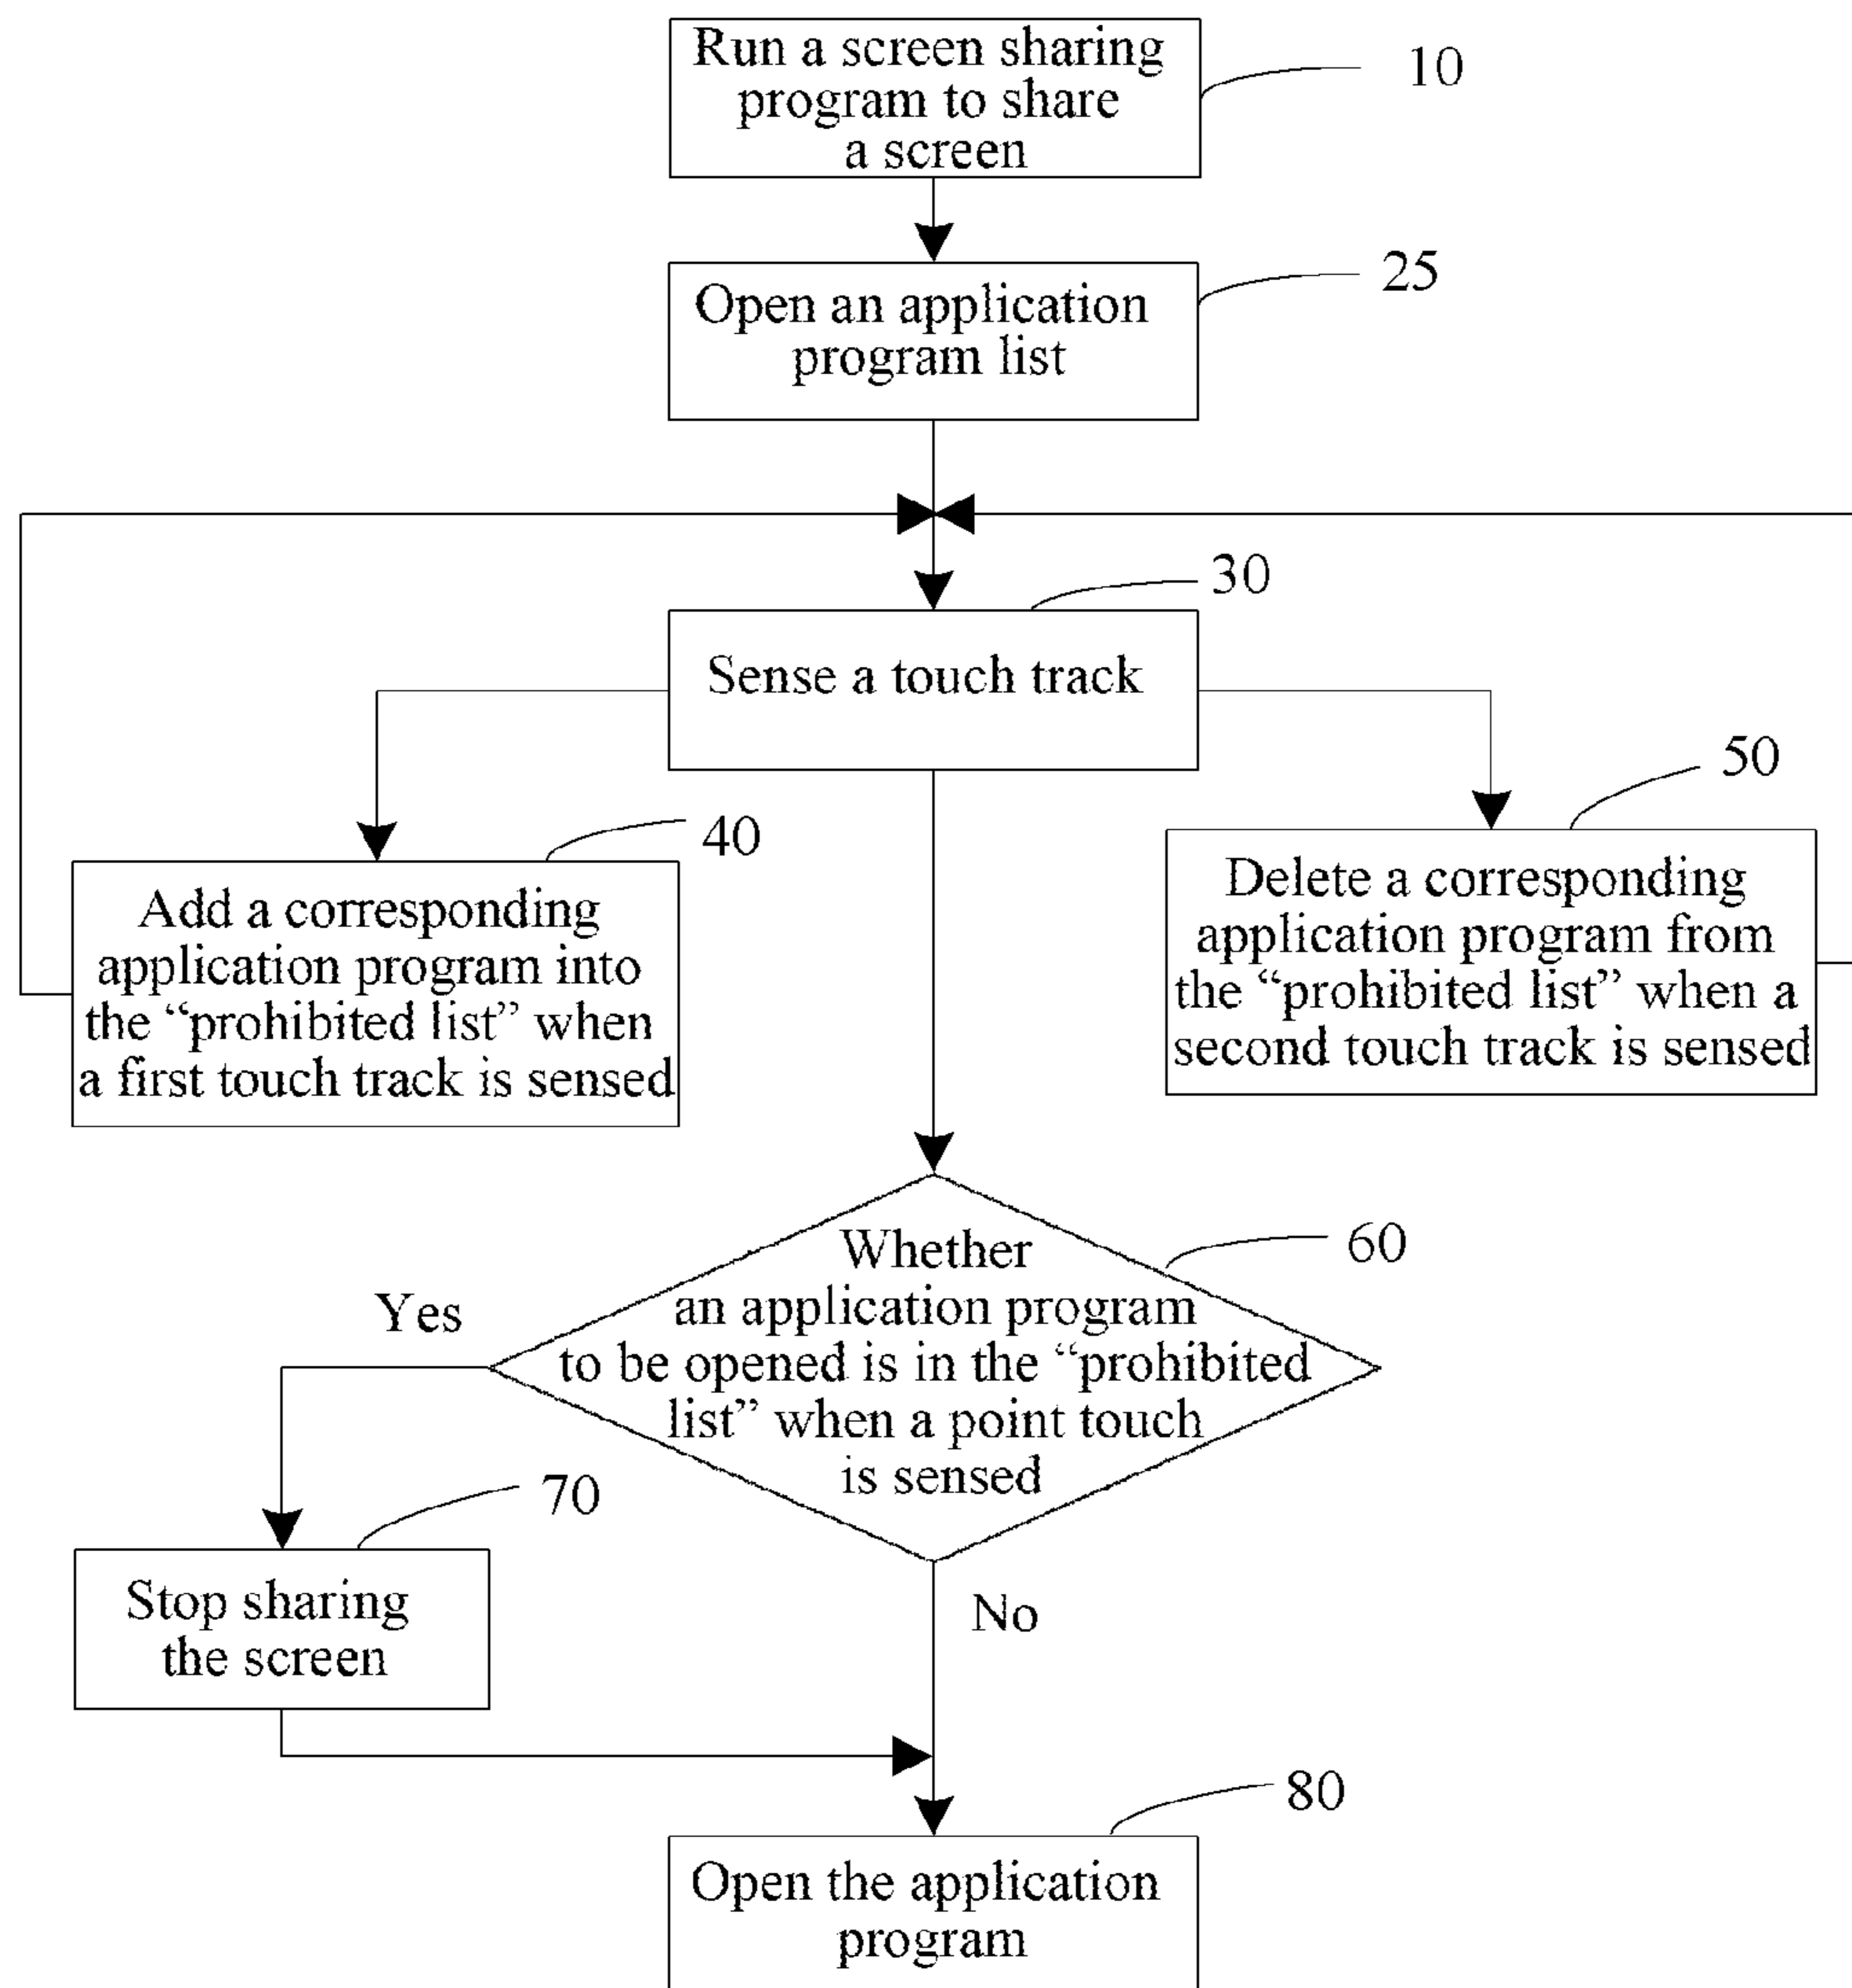 Run a screen sharing
program to share
a screen
10
Open an application
program list
25
30
Sense a touch track
40
Add a corresponding
application program into
the “prohibited list” when
a first touch track is sensed
50
Delete a corresponding
application program from
the “prohibited list” when a
second touch track is sensed
60
Whether
an application program
to be opened is in the “prohibited
list” when a point touch
is sensed
Yes
70
Stop sharing
the screen
No
80
Open the application
program